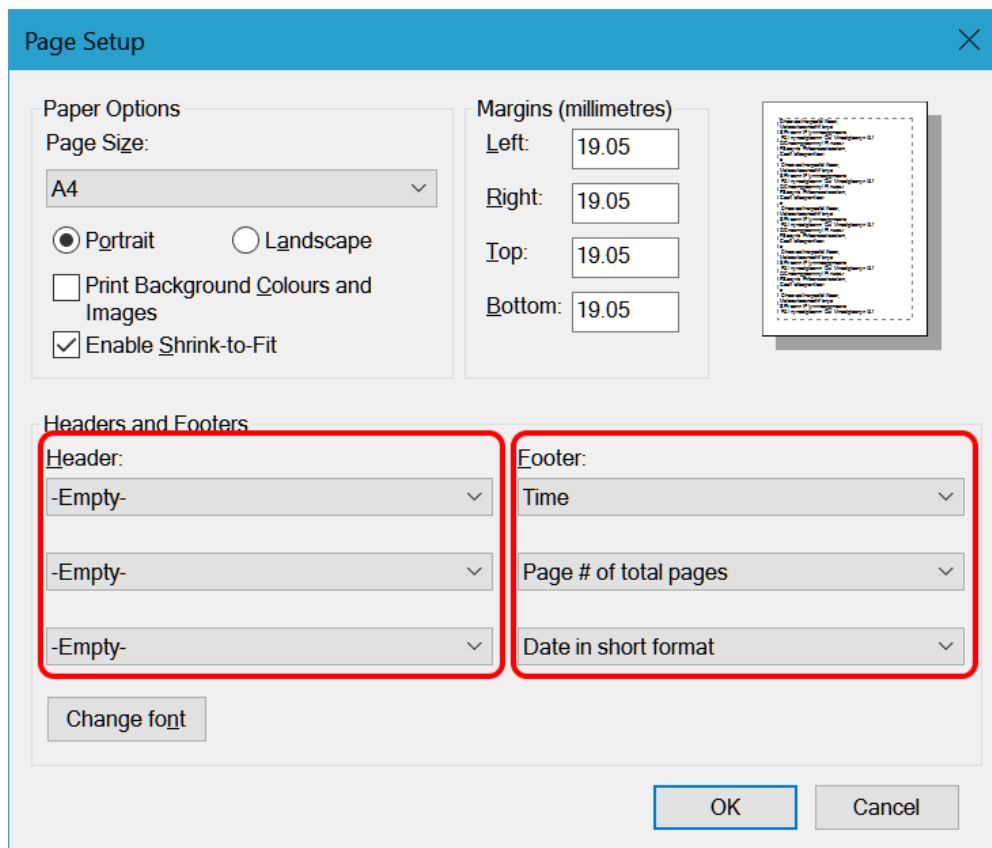 Page Setup
Paper Options
Page Size:
A4
Portrait
Landscape
Print Background Colours and
Images
Enable Shrink-to-Fit
Margins (millimetres)
Left:
19.05
Right:
19.05
Top:
19.05
Bottom:
19.05
Headers and Footers
Header:
-Empty-
-Empty-
-Empty-
Footer:
Time
Page # of total pages
Date in short format
Change font
OK
Cancel